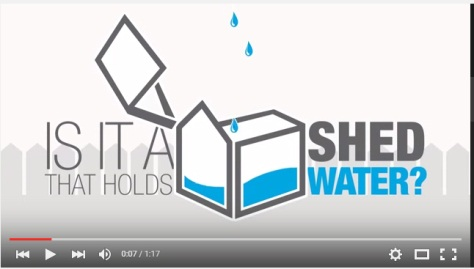 IS IT A SHED
THAT HOLDS WATER?
0:07 / 1:17